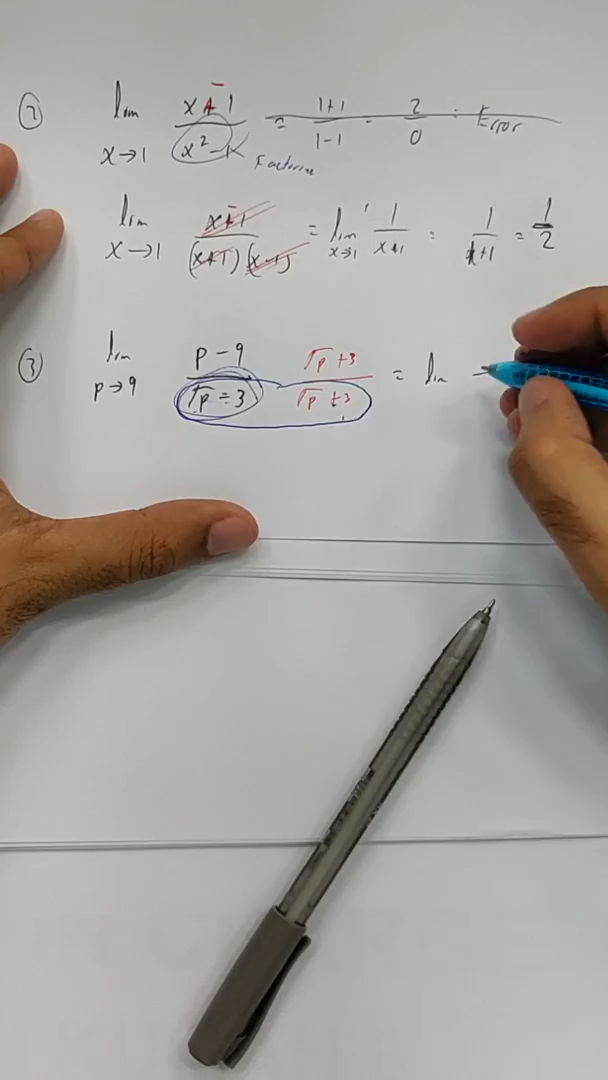 ② lim x→1 x-1/x²-1 = 1+1/1-1 = 2/0 = Error
Factorise
lim x→1 x-1/(x+1)(x-1) = lim x→1 1/x+1 = 1/1+1 = 1/2
③ lim p→9 p-9/√p-3 √p+3/√p+3 = lim